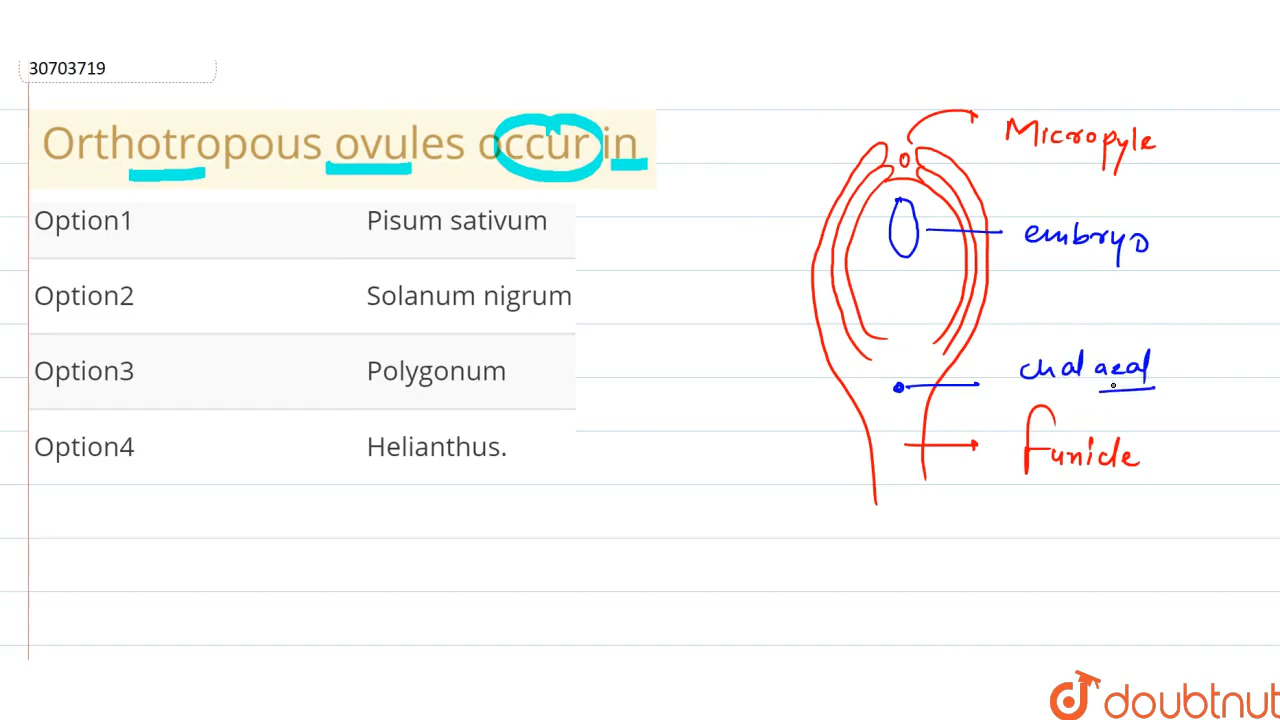 30703719
Orthotropous ovules occur in
Option1 Pisum sativum
Option2 Solanum nigrum
Option3 Polygonum
Option4 Helianthus.
Micropyle
embryo
chalazal
funicle
doubtnut